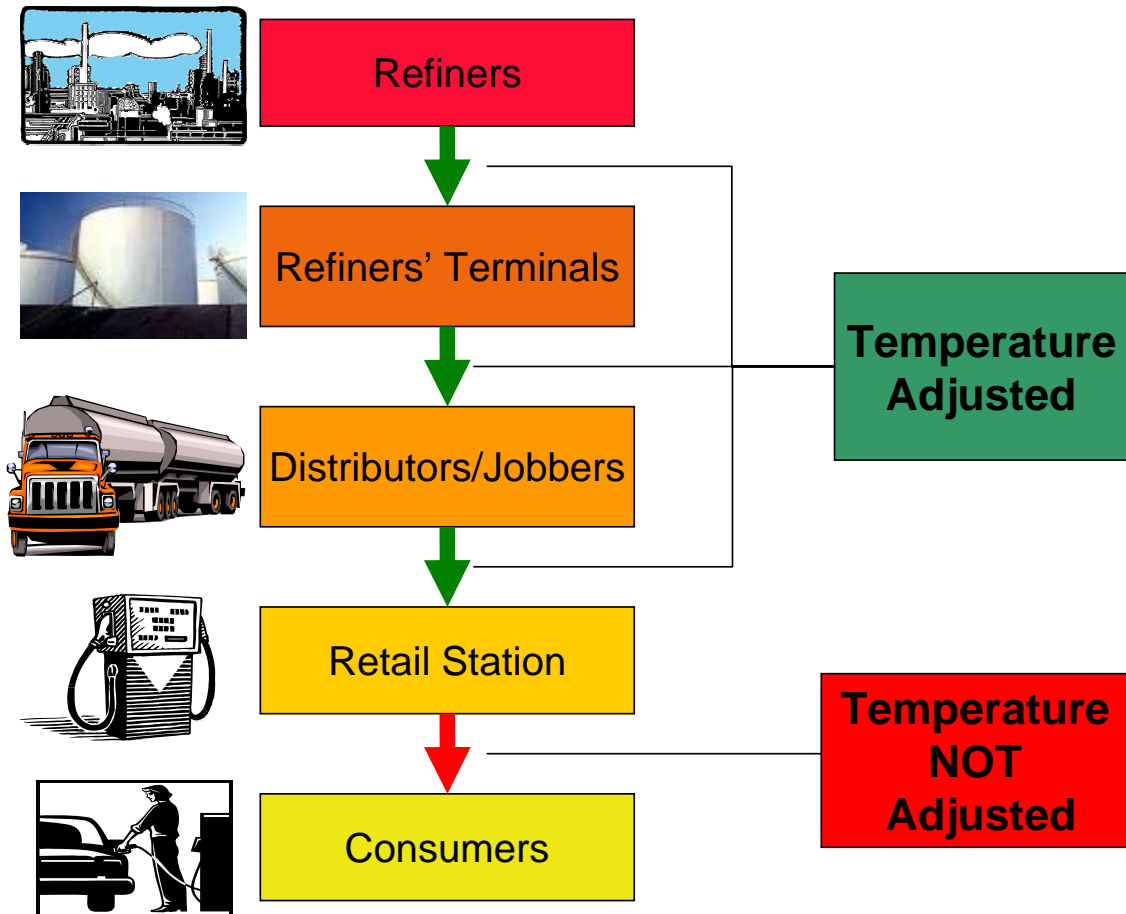 Refiners
Refiners’ Terminals
Temperature
Adjusted
Distributors/Jobbers
Retail Station
Temperature
NOT
Adjusted
Consumers